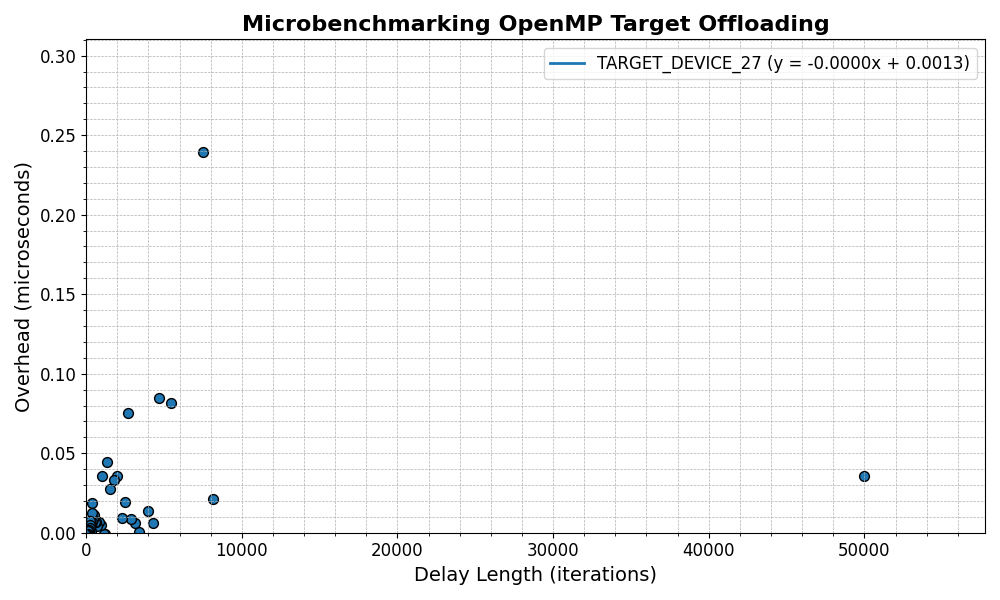 Microbenchmarking OpenMP Target Offloading
TARGET_DEVICE_27 (y = -0.0000x + 0.0013)
Overhead (microseconds)
0.30
0.25
0.20
0.15
0.10
0.05
0.00
0 10000 20000 30000 40000 50000
Delay Length (iterations)